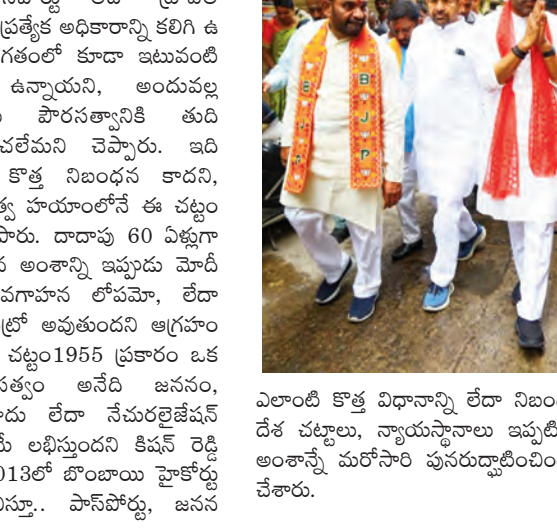 ప్రత్యేక అధికారాన్ని కలిగి ఉ
గతంలో కూడా ఇటువంటి
ఉన్నాయని, అందువల్ల
పౌరసత్వానికి తుది
చలేమని చెప్పారు. ఇది
కొత్త నిబంధన కాదని,
త్వ హయాంలోనే ఈ చట్టం
పారు. దాదాపు 60 ఏళ్లుగా
న అంశాన్ని ఇప్పుడు మోదీ
వగాహన లోపమో, లేదా
ట్రో అవుతుందని ఆగ్రహం
చట్టం1955 ప్రకారం ఒక
సత్వం అనేది జననం,
దు లేదా నేచురలైజేషన్
మే లభిస్తుందని కిషన్ రెడ్డి
013లో బొంబాయి హైకోర్టు
విస్తూ.. పాస్‌పోర్టు, జనన
BJP
ఎలాంటి కొత్త విధానాన్ని లేదా నిబం
దేశ చట్టాలు, న్యాయస్థానాలు ఇప్పటి
అంశాన్నే మరోసారి పునరుద్ఘాటించిం
చేశారు.